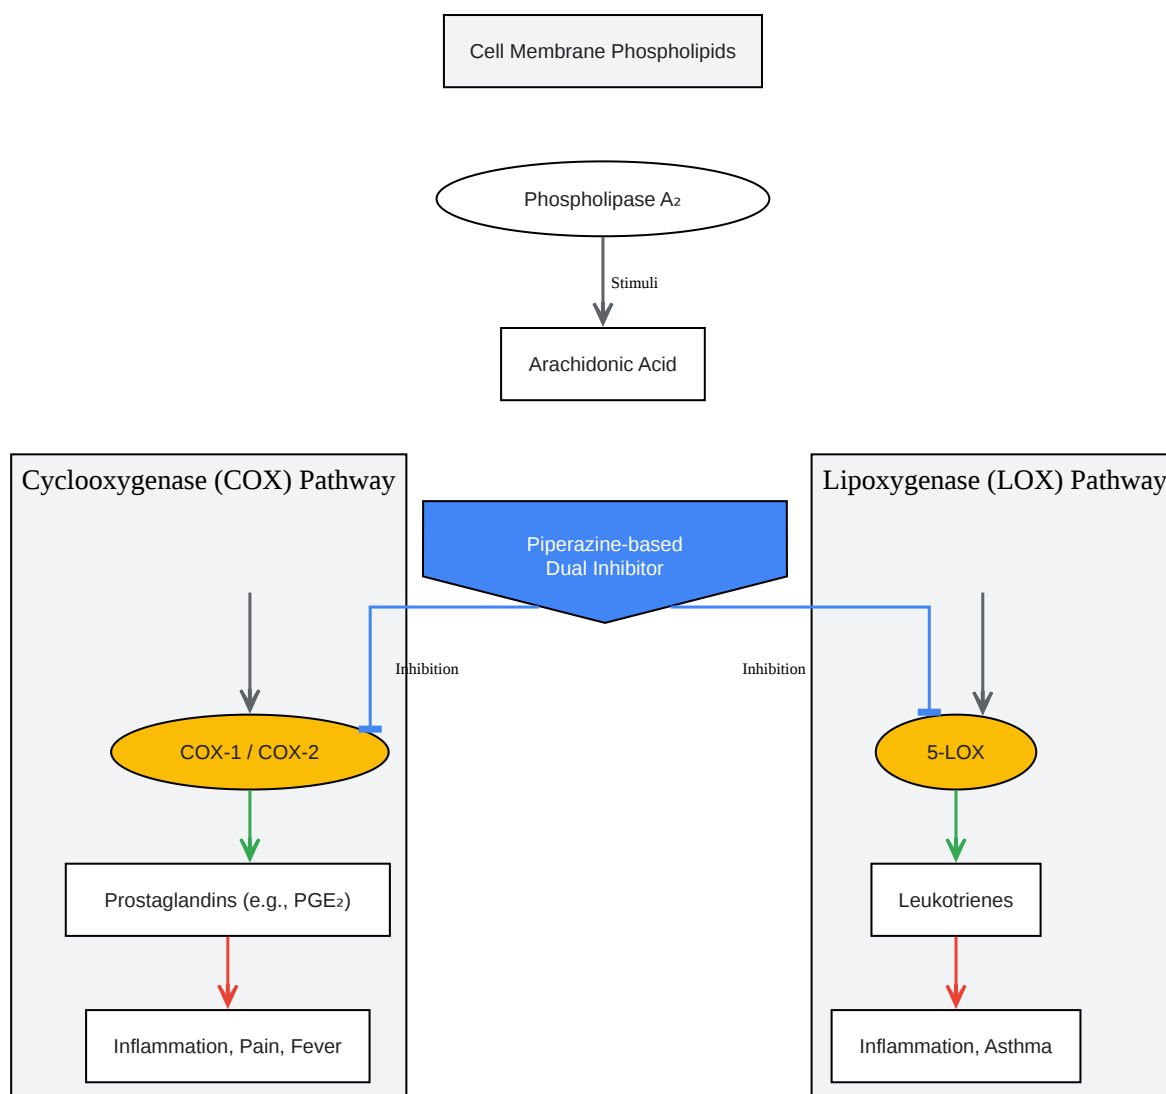 Cell Membrane Phospholipids
Phospholipase A₂
Stimuli
Arachidonic Acid
Cyclooxygenase (COX) Pathway
Lipoxygenase (LOX) Pathway
Piperazine-based
Dual Inhibitor
Inhibition
Inhibition
COX-1 / COX-2
5-LOX
Prostaglandins (e.g., PGE₂)
Leukotrienes
Inflammation, Pain, Fever
Inflammation, Asthma